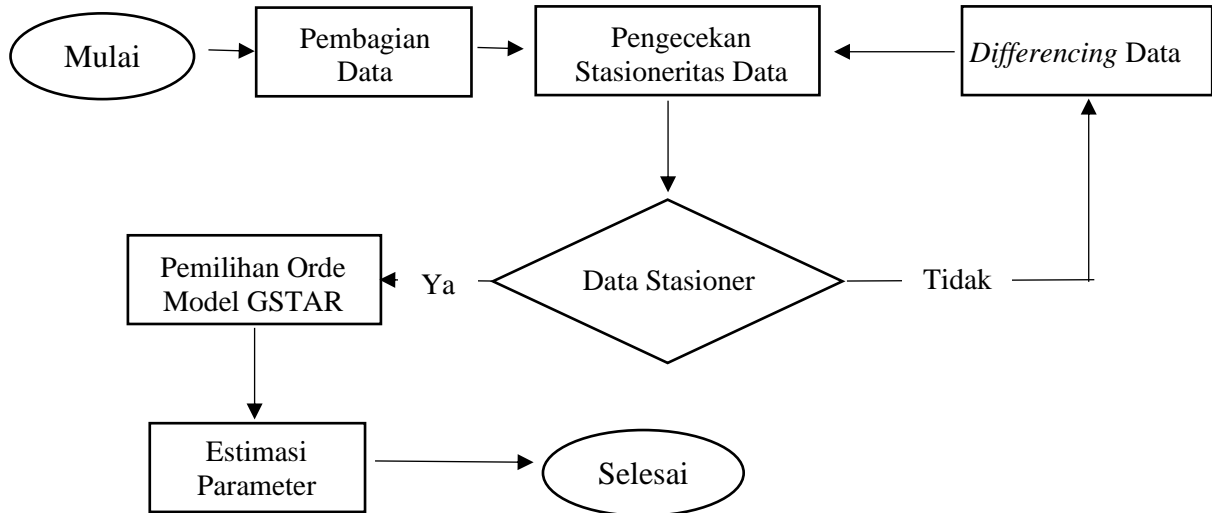 Mulai
Pembagian
Data
Pengecekan
Stasioneritas Data
Differencing Data
Data Stasioner
Tidak
Ya
Pemilihan Orde
Model GSTAR
Estimasi
Parameter
Selesai